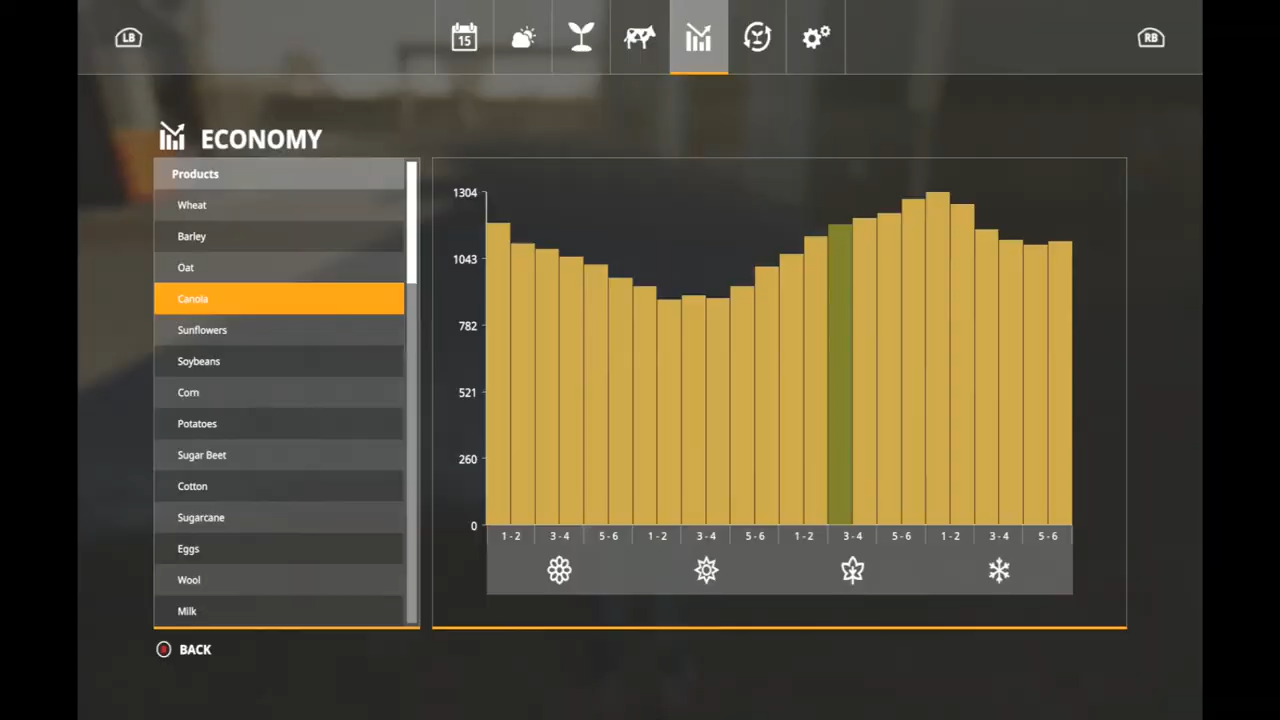 LB
15
RB
ECONOMY
Products
Wheat
Barley
Oat
Canola
Sunflowers
Soybeans
Corn
Potatoes
Sugar Beet
Cotton
Sugarcane
Eggs
Wool
Milk
1304
1043
782
521
260
0
1 - 2 3 - 4 5 - 6 1 - 2 3 - 4 5 - 6 1 - 2 3 - 4 5 - 6 1 - 2 3 - 4 5 - 6
BACK